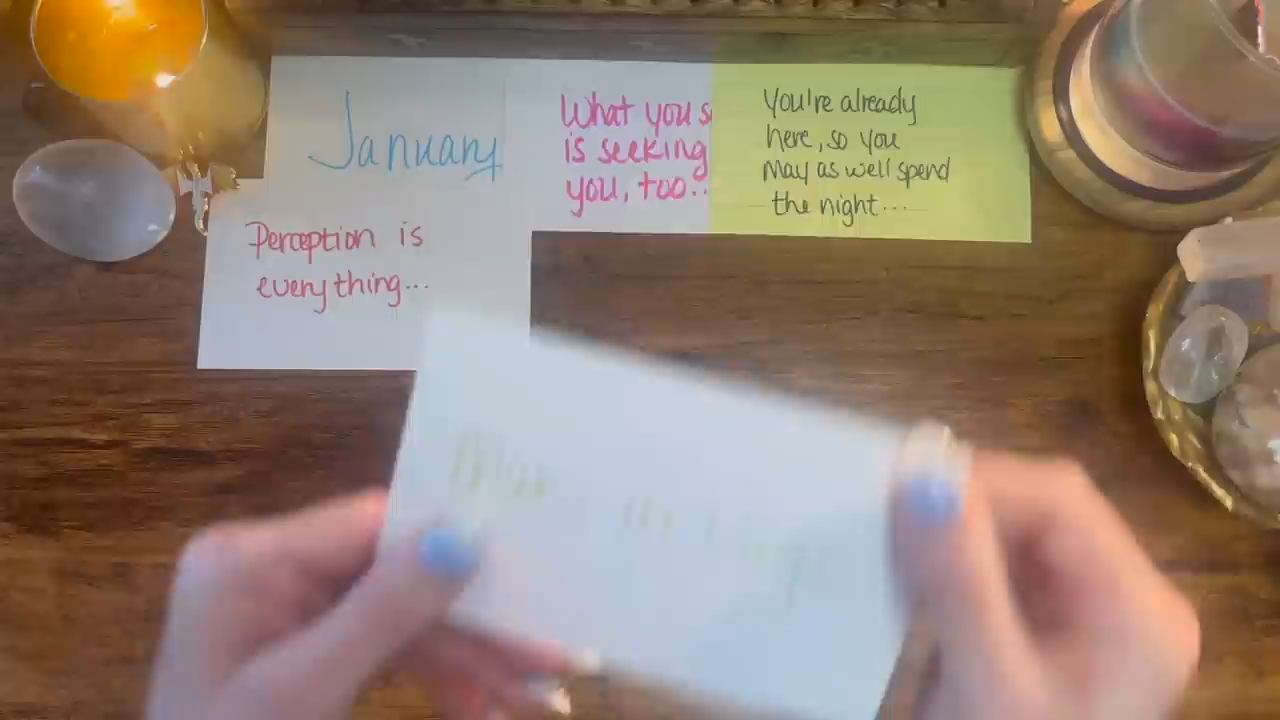 January
What you s
is seeking
you, too..
You're already
here, so you
may as well spend
the night...
Perception is
everything...